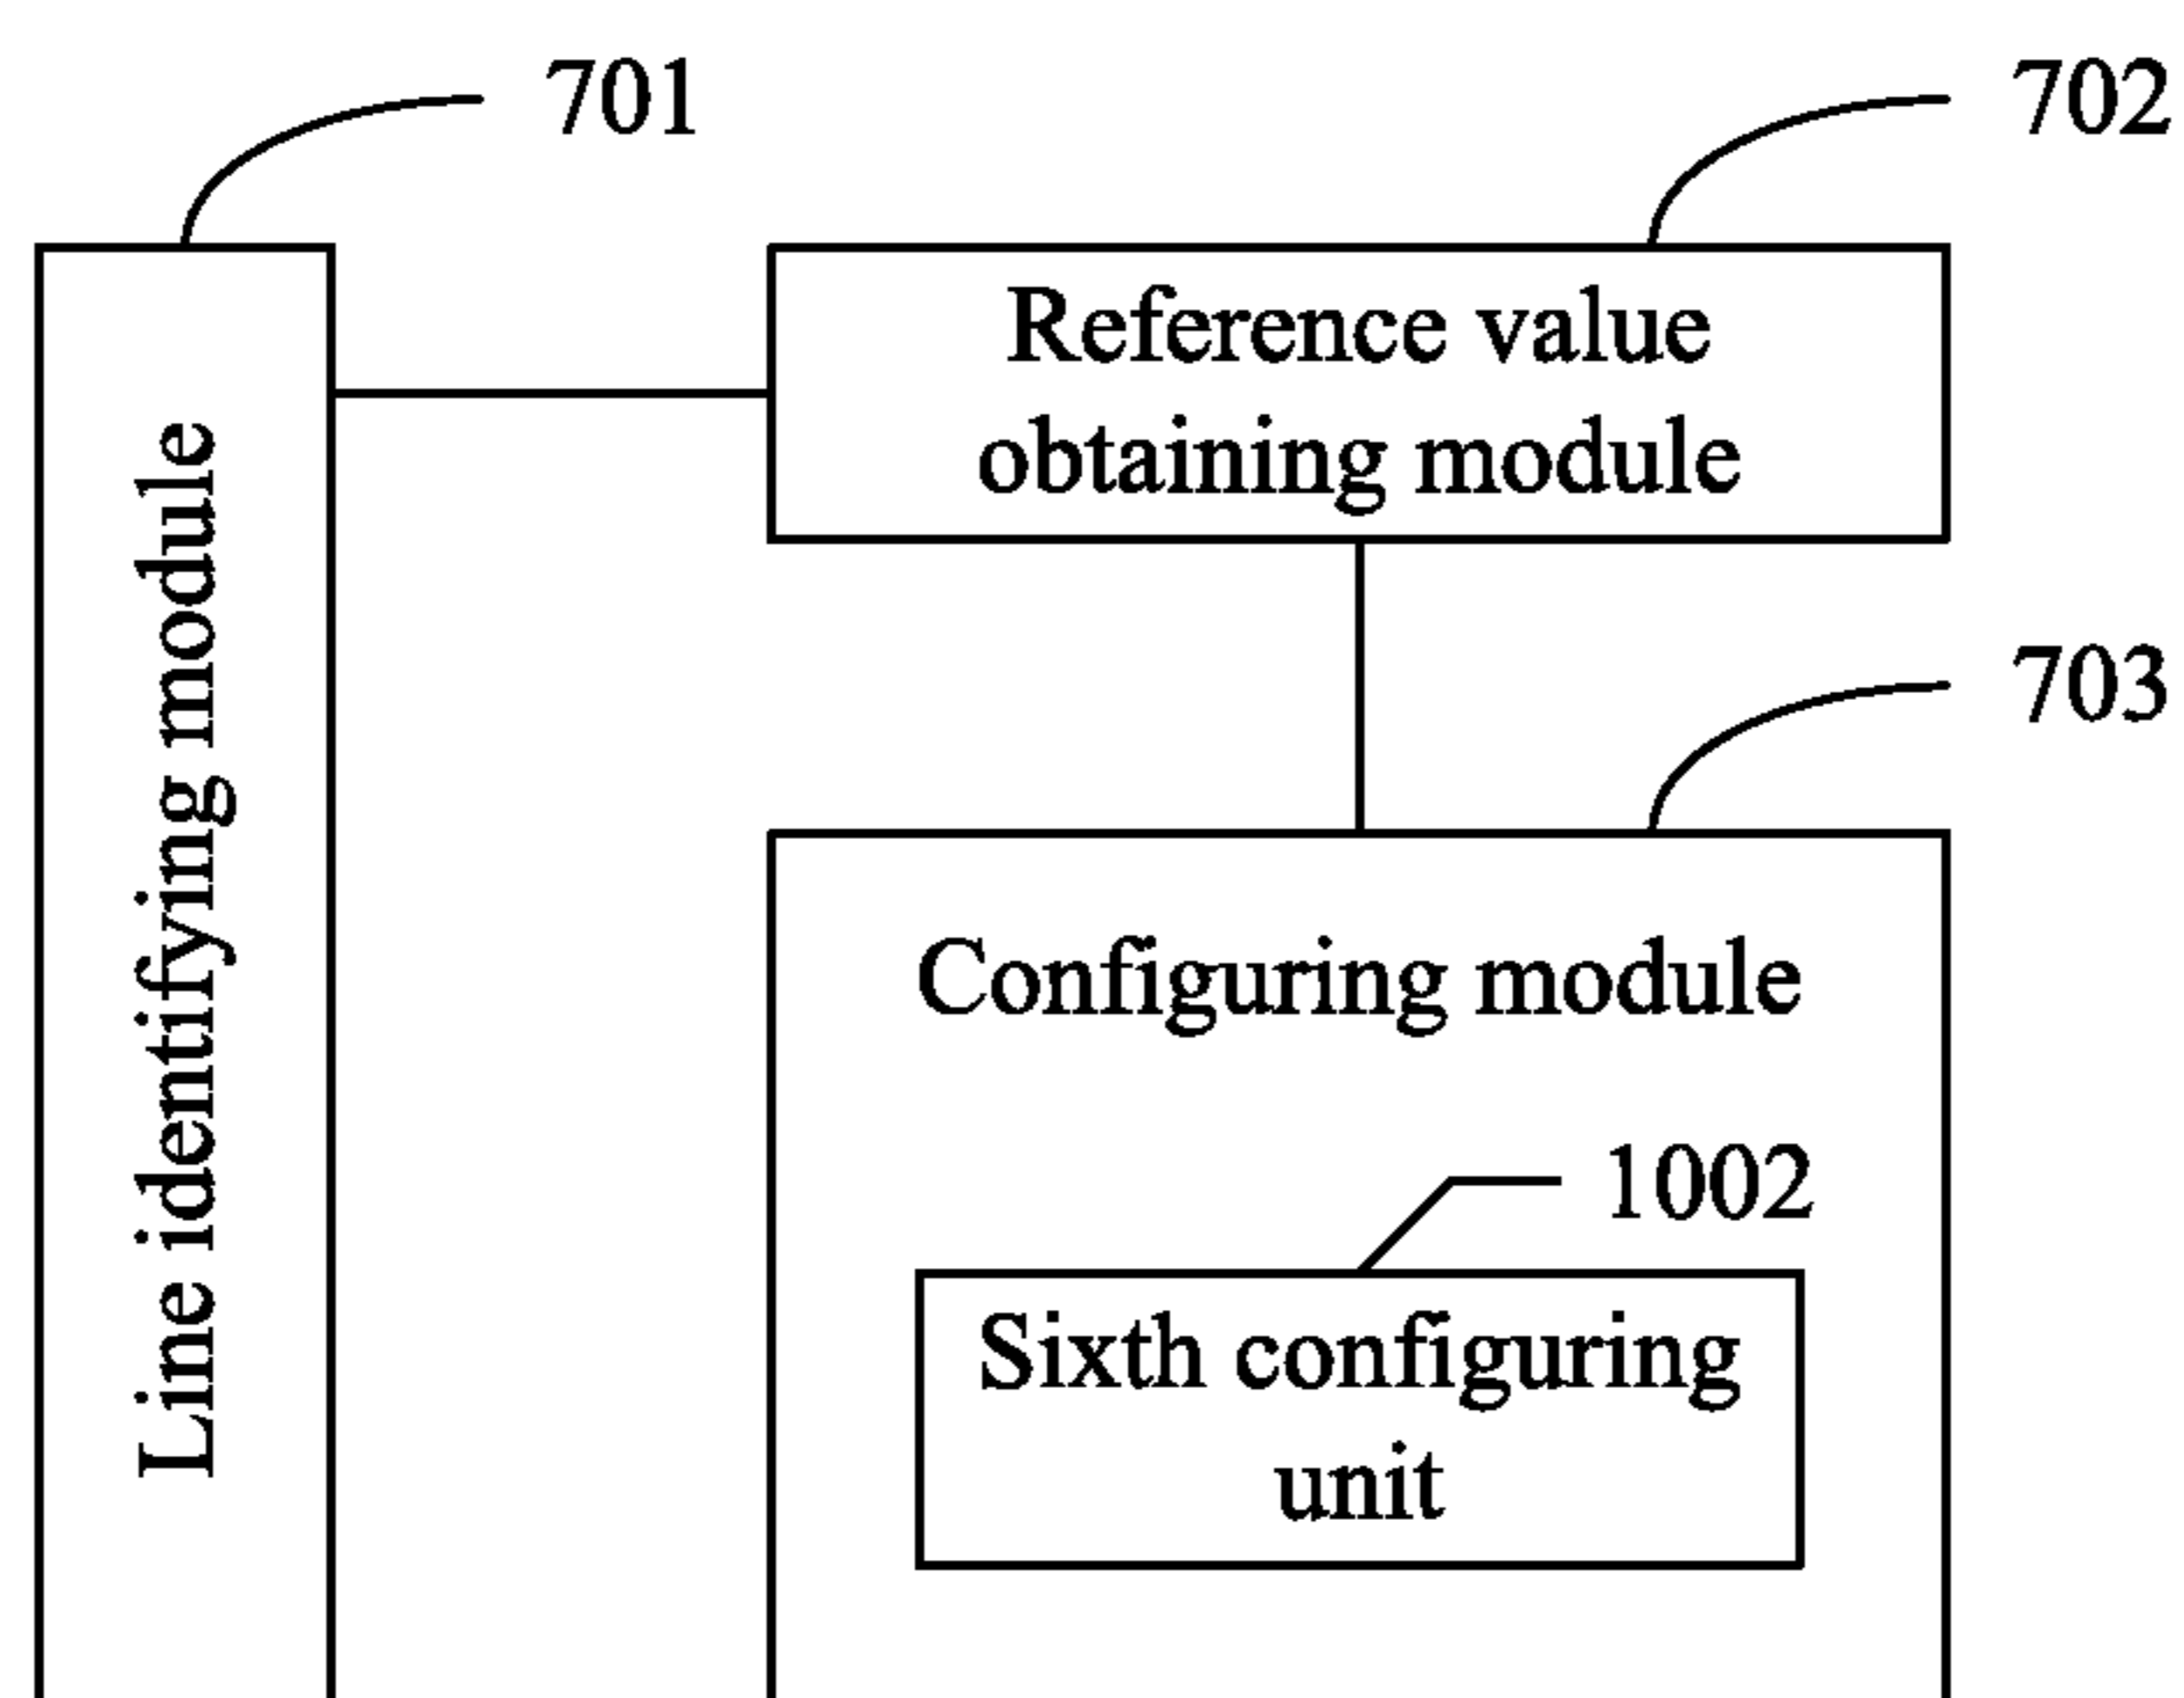 701
702
Reference value
obtaining module
Line identifying module
703
Configuring module
1002
Sixth configuring
unit